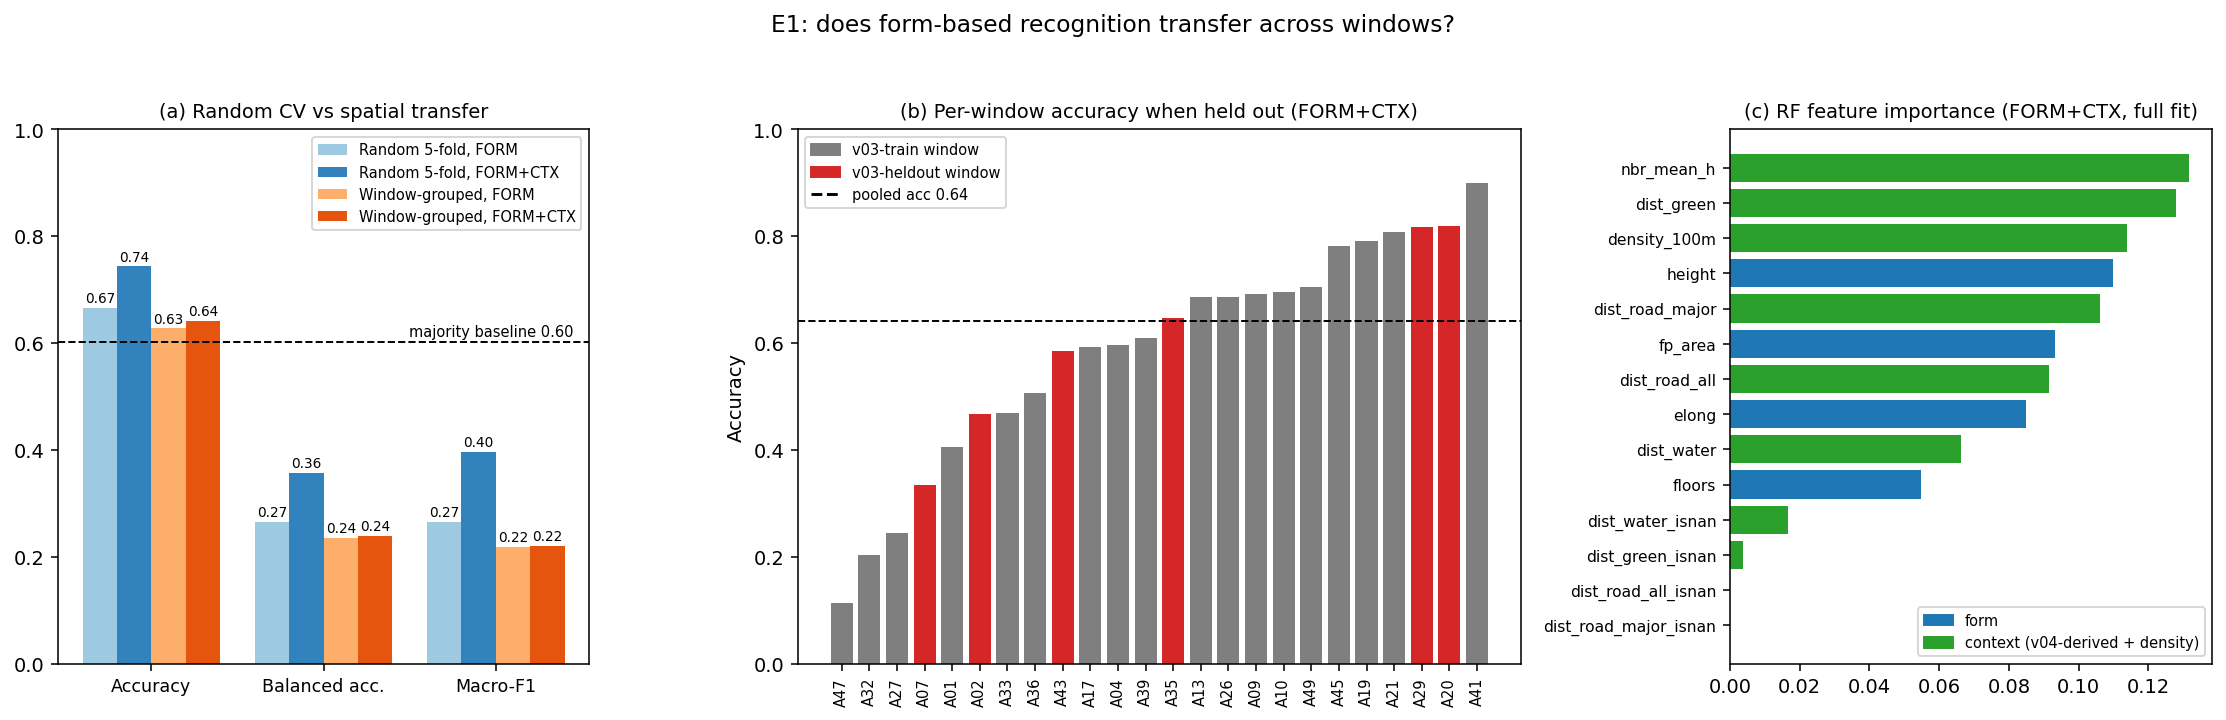 E1: does form-based recognition transfer across windows?
(a) Random CV vs spatial transfer
1.0
0.8
0.6
0.4
0.2
0.0
Random 5-fold, FORM
Random 5-fold, FORM+CTX
Window-grouped, FORM
Window-grouped, FORM+CTX
0.67
0.74
0.63
0.64
majority baseline 0.60
0.27
0.36
0.24
0.24
0.27
0.40
0.22
0.22
Accuracy
Balanced acc.
Macro-F1
(b) Per-window accuracy when held out (FORM+CTX)
Accuracy
1.0
0.8
0.6
0.4
0.2
0.0
v03-train window
v03-heldout window
pooled acc 0.64
A47
A32
A27
A07
A01
A02
A33
A36
A43
A17
A04
A39
A35
A13
A26
A09
A10
A49
A45
A19
A21
A29
A20
A41
(c) RF feature importance (FORM+CTX, full fit)
nbr_mean_h
dist_green
density_100m
height
dist_road_major
fp_area
dist_road_all
elong
dist_water
floors
dist_water_isnan
dist_green_isnan
dist_road_all_isnan
dist_road_major_isnan
form
context (v04-derived + density)
0.00
0.02
0.04
0.06
0.08
0.10
0.12